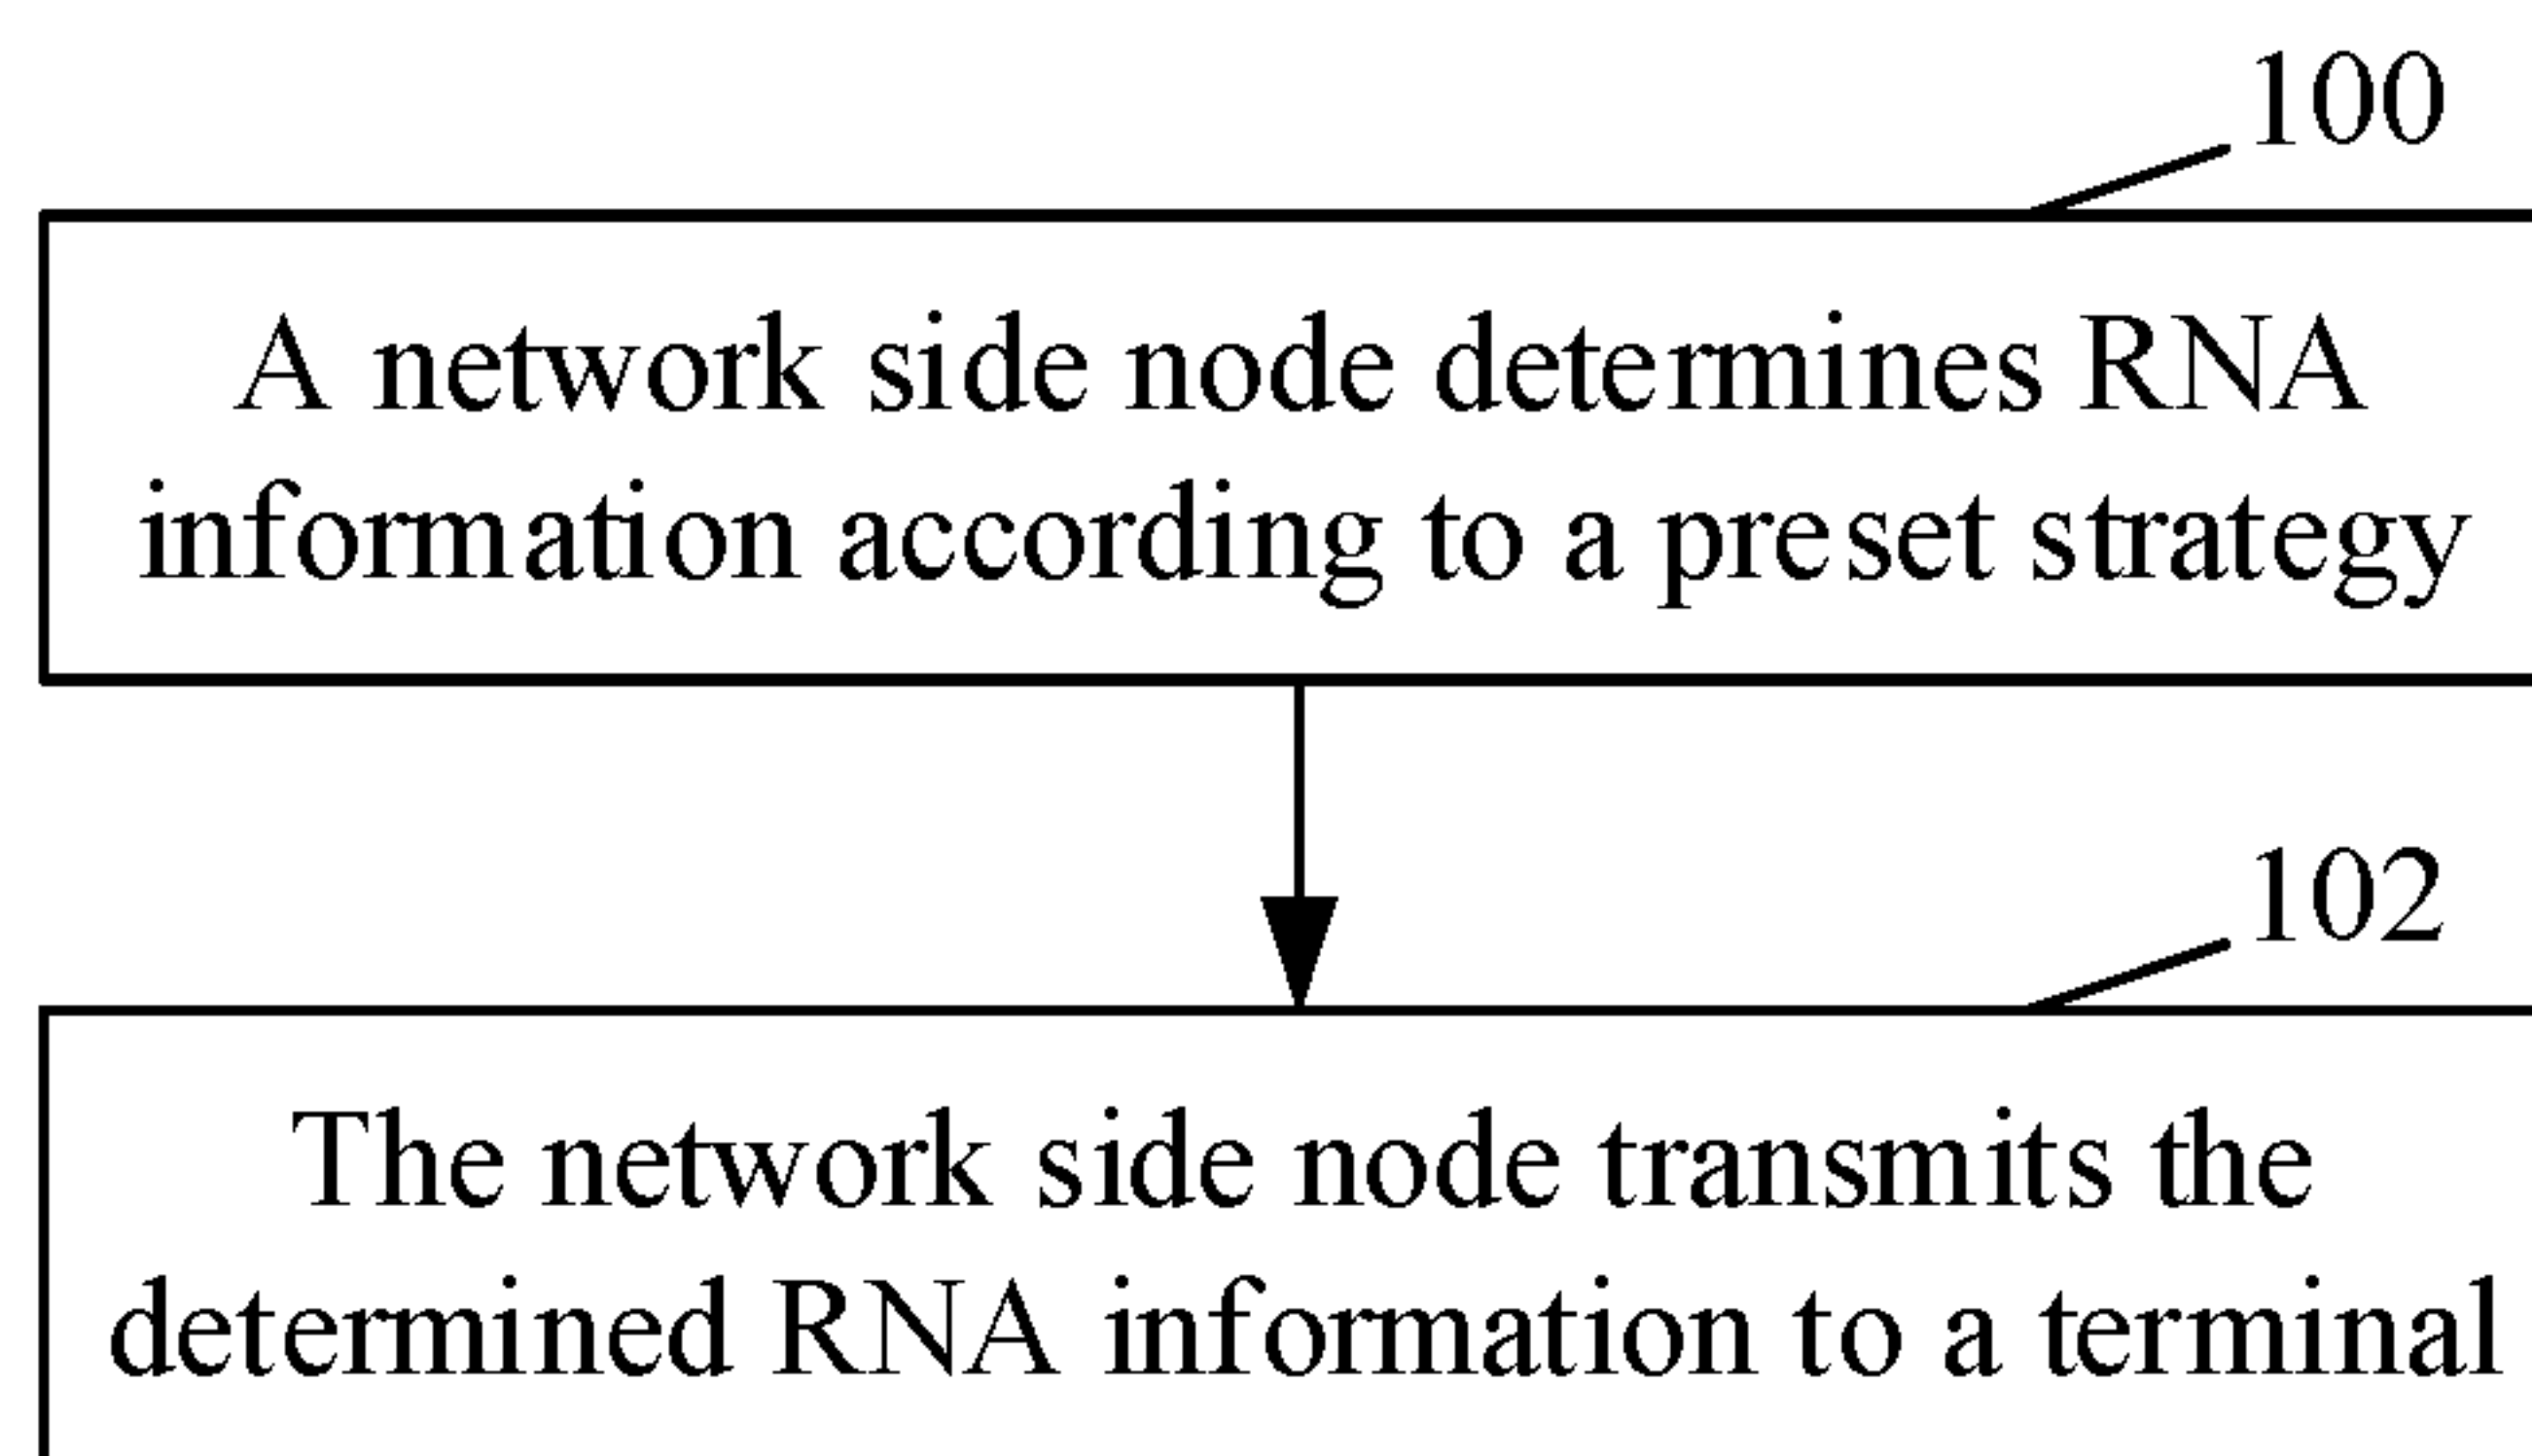 100
A network side node determines RNA
information according to a preset strategy
102
The network side node transmits the
determined RNA information to a terminal